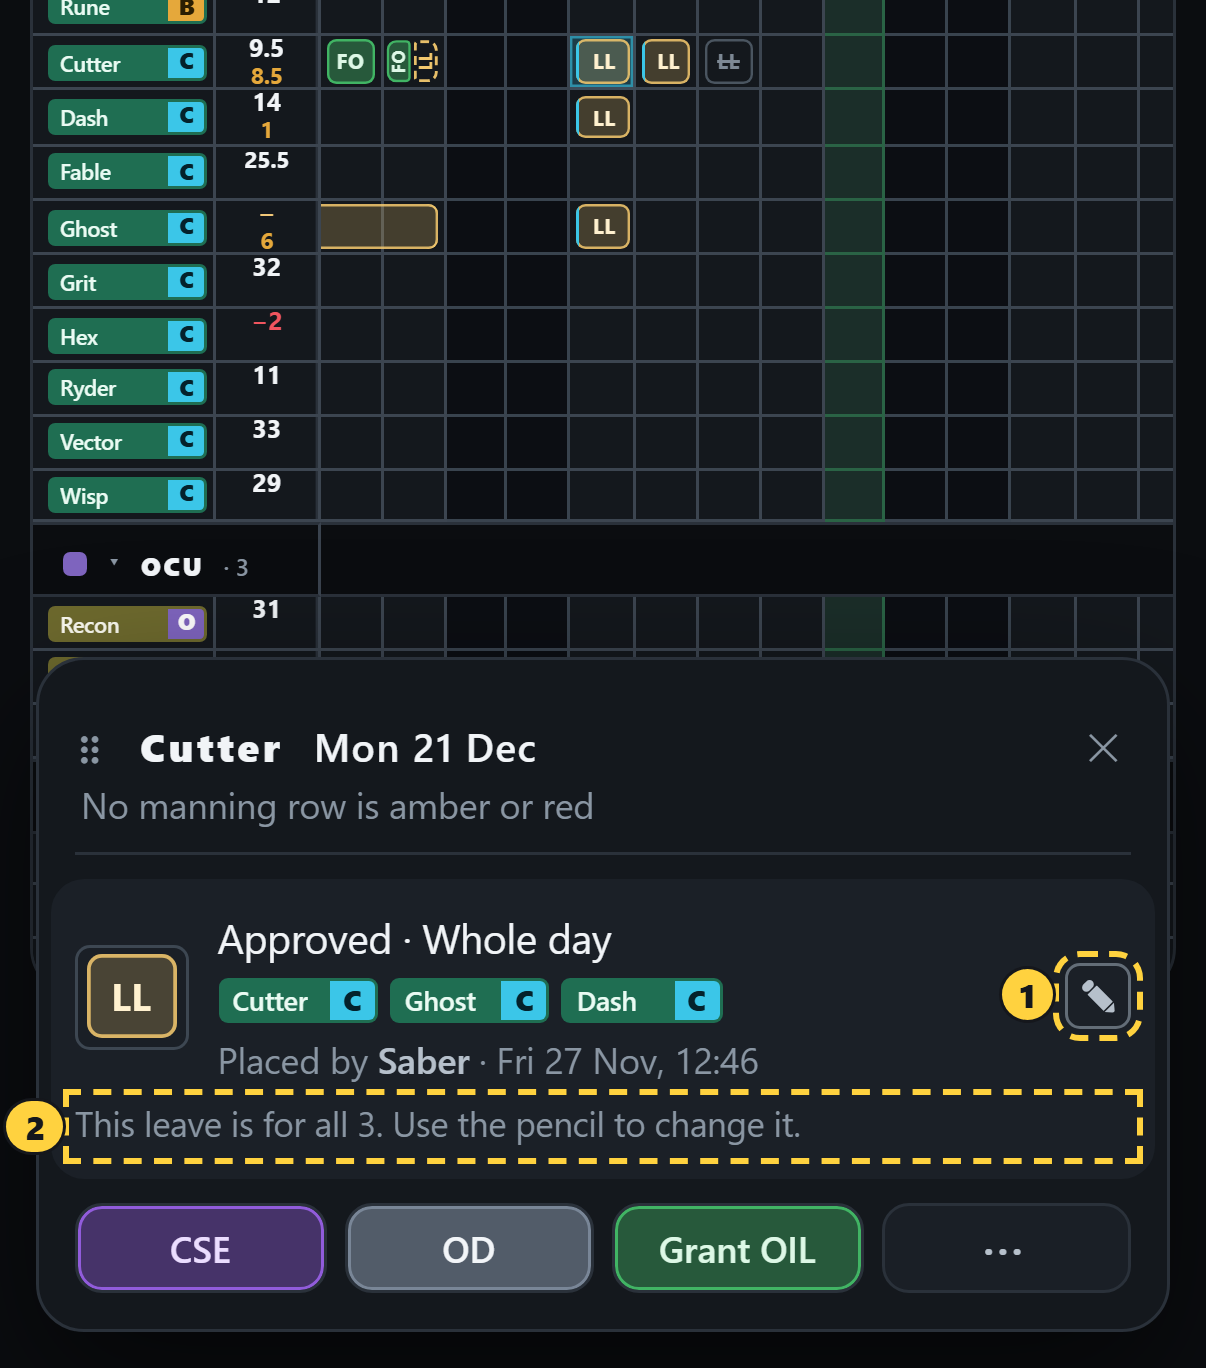 Rune B 12
Cutter C 9.5 FO FO LL LL LL LL
8.5
Dash C 14 LL
1
Fable C 25.5
Ghost C – LL
6
Grit C 32
Hex C –2
Ryder C 11
Vector C 33
Wisp C 29
OCU · 3
Recon O 31
Cutter Mon 21 Dec
No manning row is amber or red
LL
Approved · Whole day
Cutter C Ghost C Dash C
1
Placed by Saber · Fri 27 Nov, 12:46
2 This leave is for all 3. Use the pencil to change it.
CSE OD Grant OIL ...